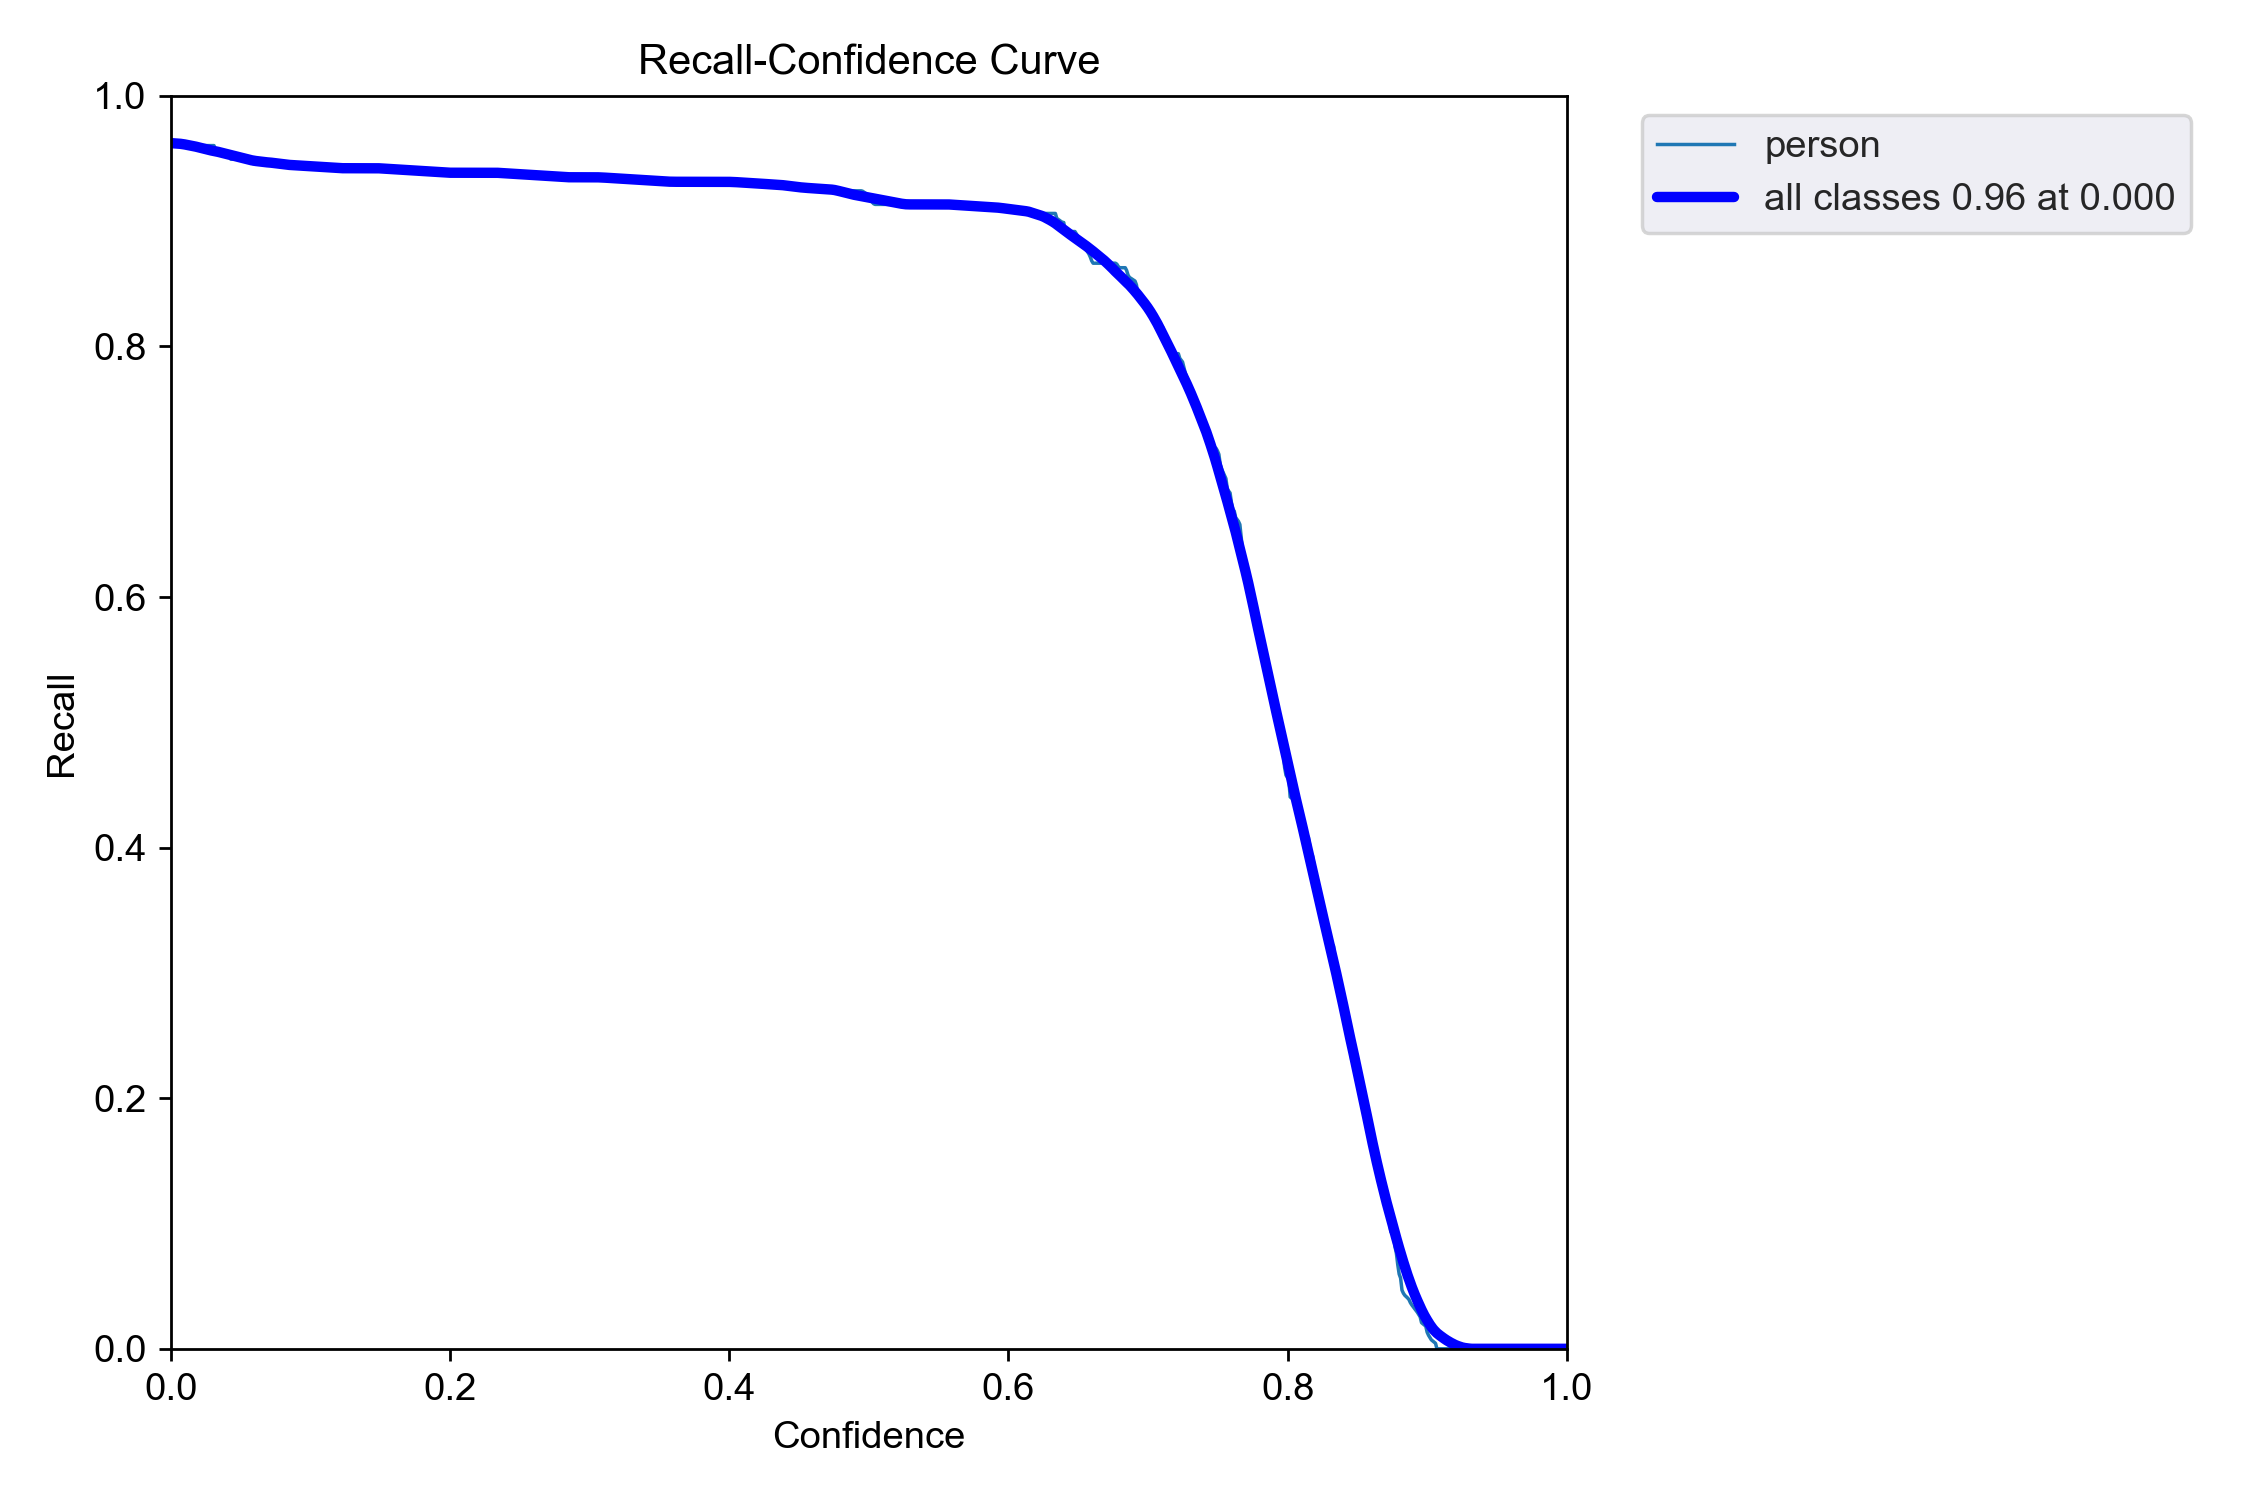 Recall-Confidence Curve
1.0
0.8
0.6
0.4
0.2
0.0
Recall
0.0 0.2 0.4 0.6 0.8 1.0
Confidence
person
all classes 0.96 at 0.000